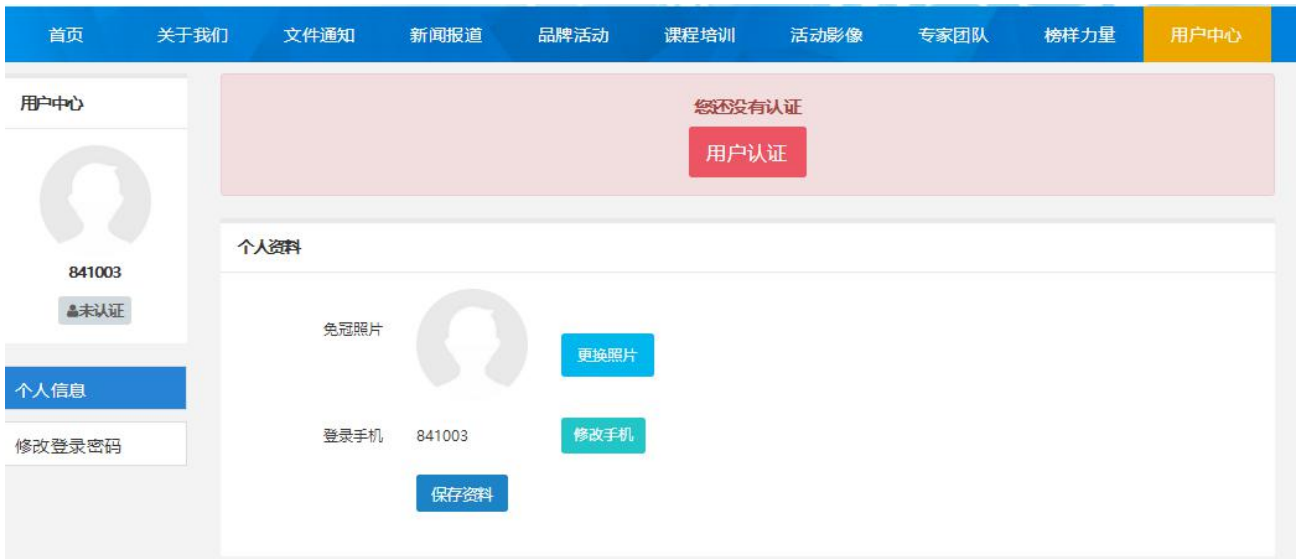 首页 关于我们 文件通知 新闻报道 品牌活动 课程培训 活动影像 专家团队 榜样力量 用户中心
用户中心
841003
未认证
个人信息
修改登录密码
您还没有认证
用户认证
个人资料
免冠照片
更换照片
登录手机 841003 修改手机
保存资料